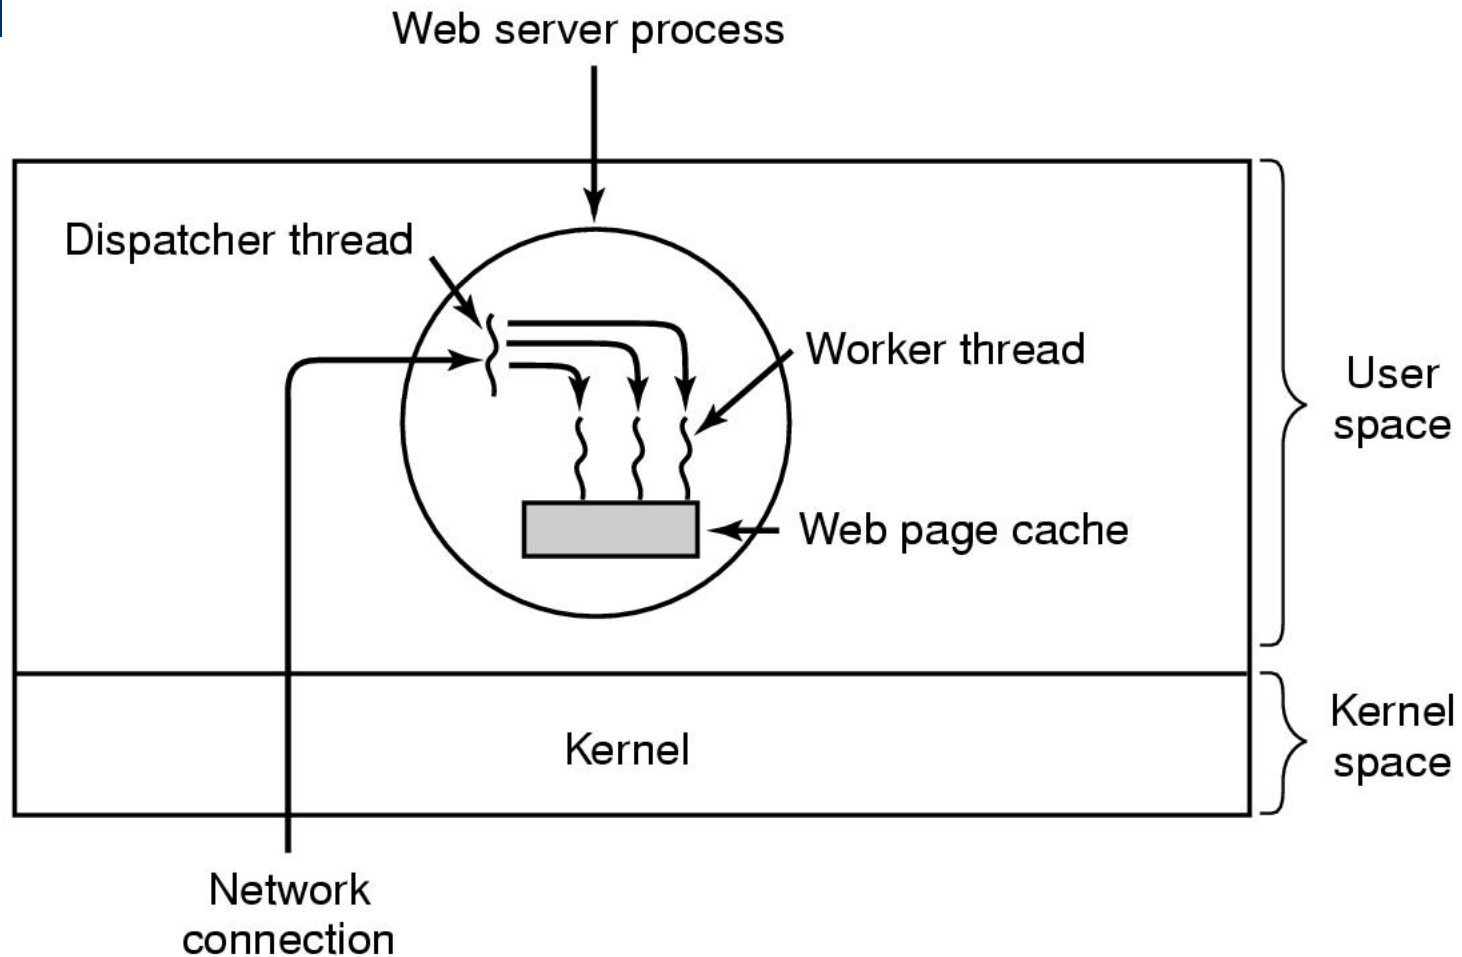 Web server process
Dispatcher thread
Worker thread
User
space
Web page cache
Kernel
space
Kernel
Network
connection